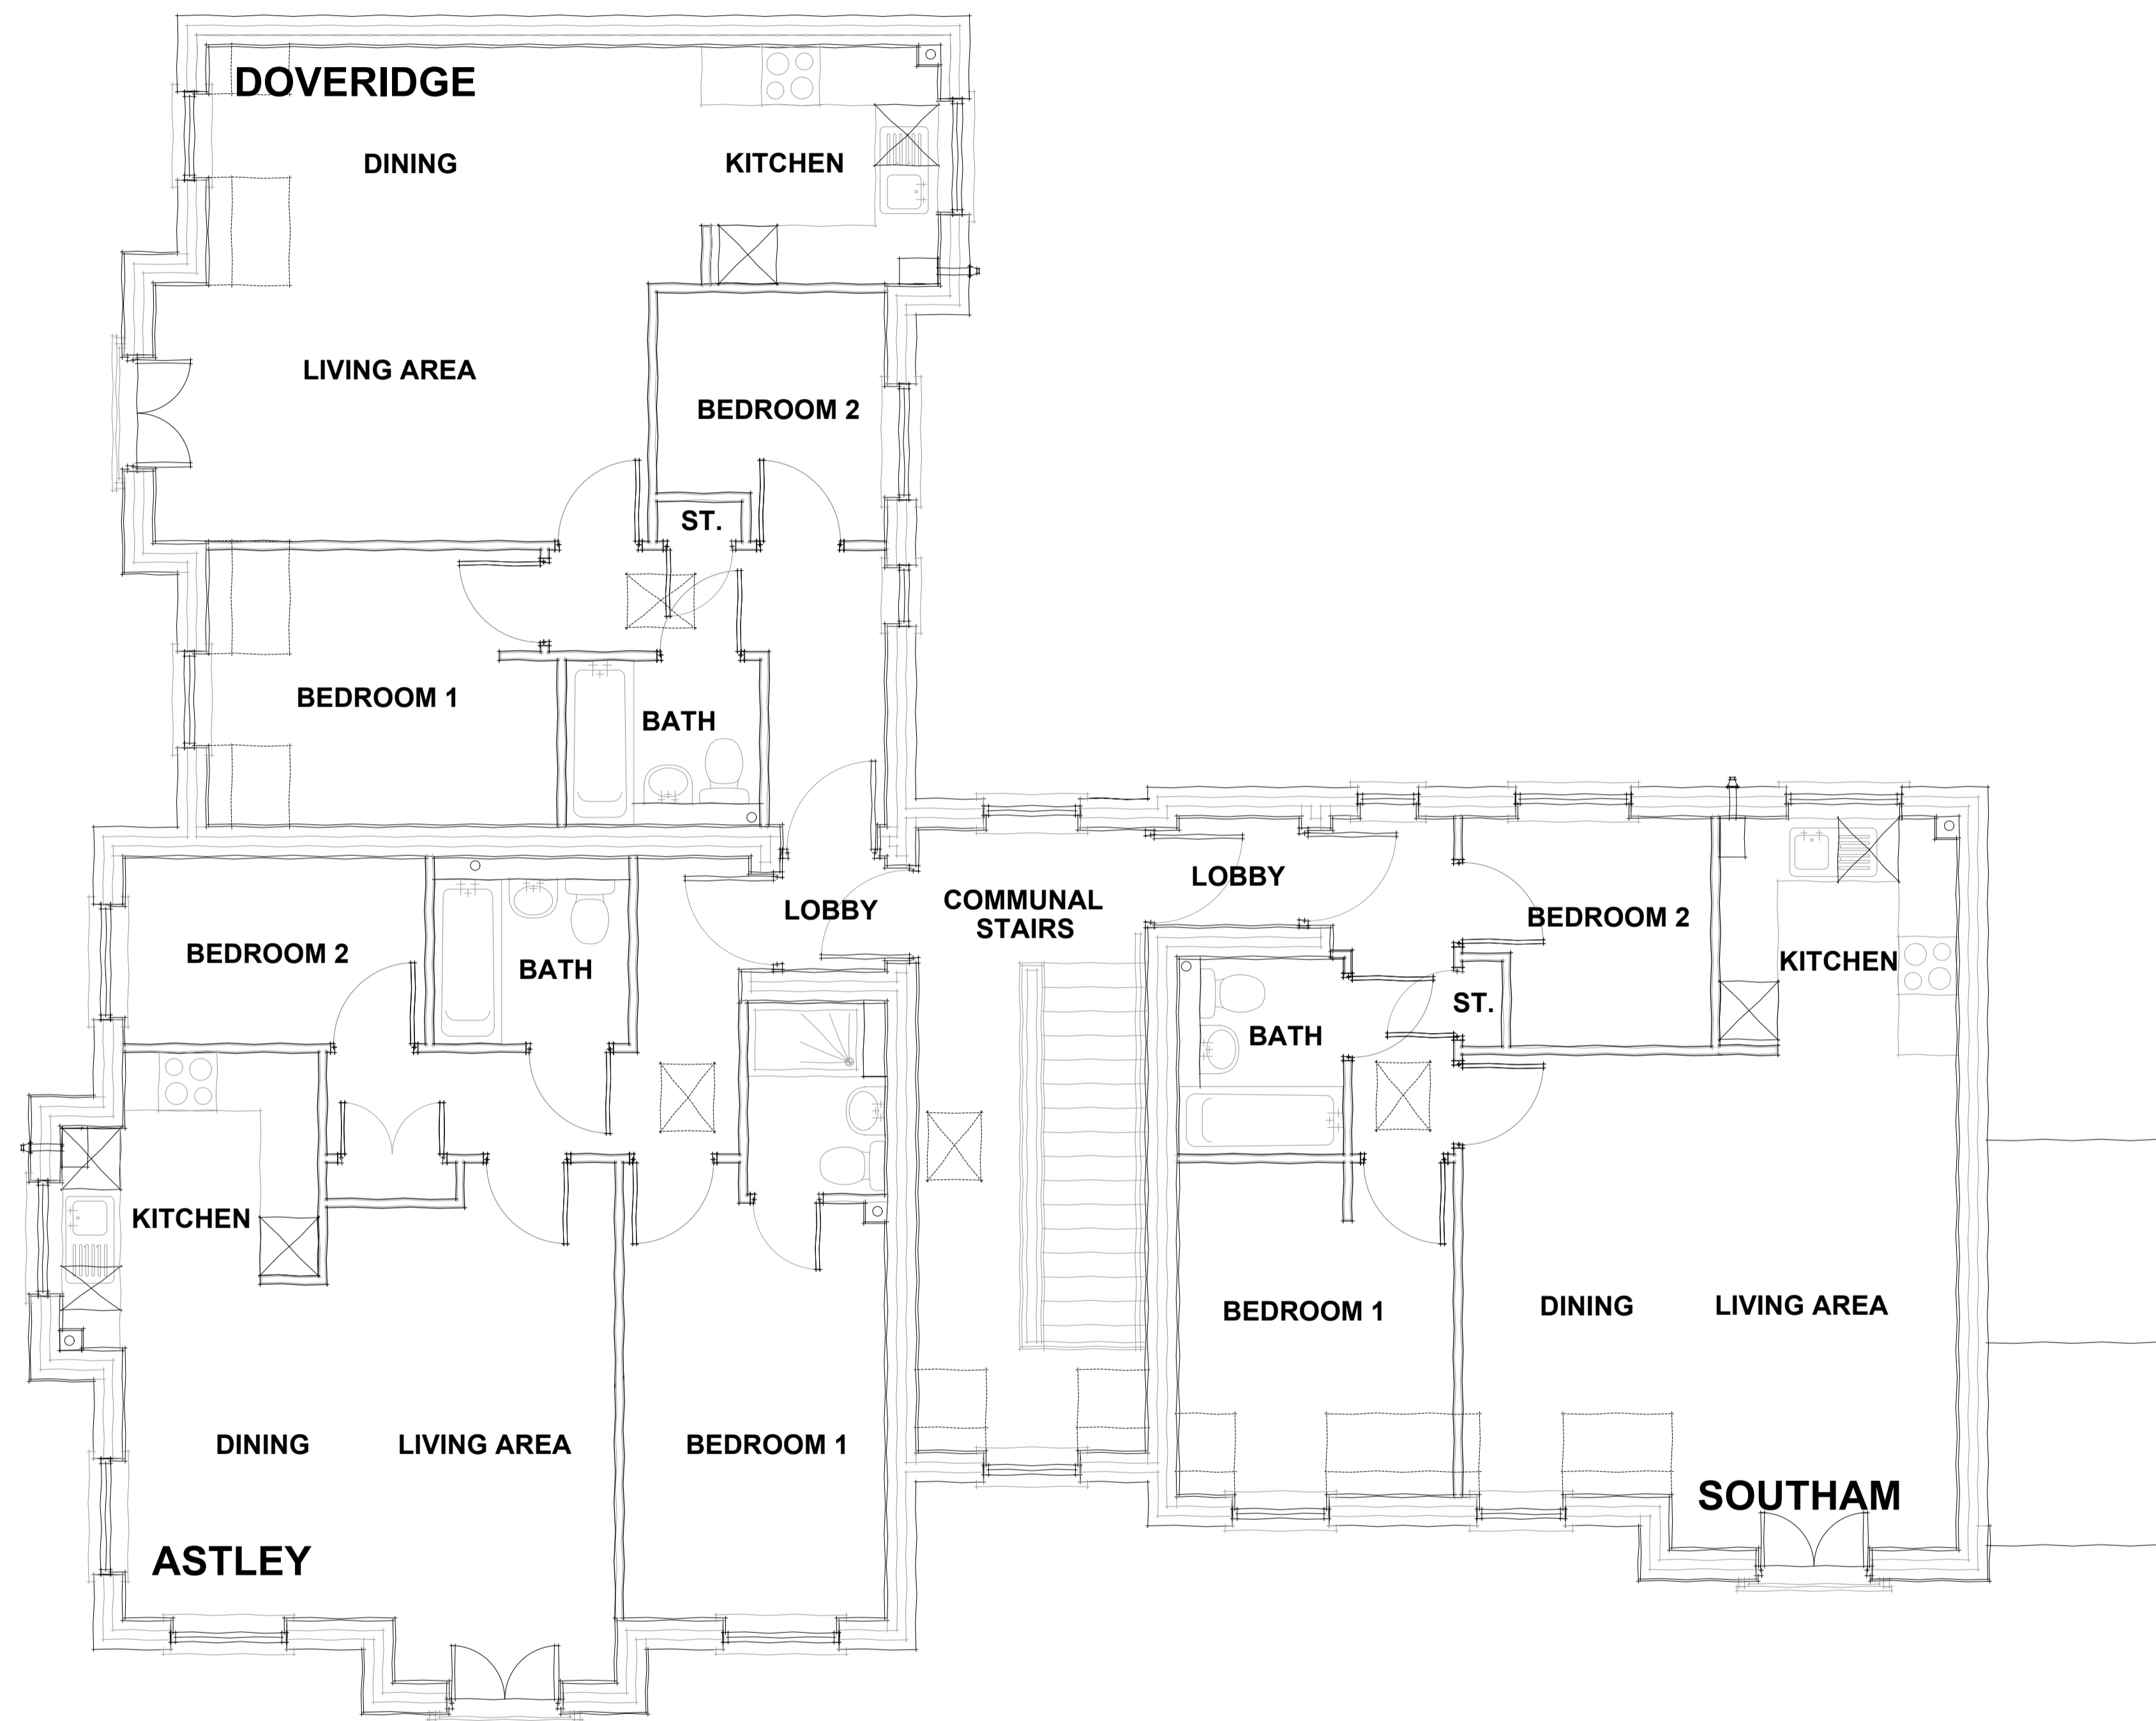 DOVERIDGE
DINING
KITCHEN
LIVING AREA
BEDROOM 2
ST.
BEDROOM 1
BATH
LOBBY
COMMUNAL
STAIRS
LOBBY
BEDROOM 2
KITCHEN
ST.
BATH
BEDROOM 1
DINING
LIVING AREA
SOUTHAM
BEDROOM 2
BATH
KITCHEN
DINING
LIVING AREA
BEDROOM 1
ASTLEY